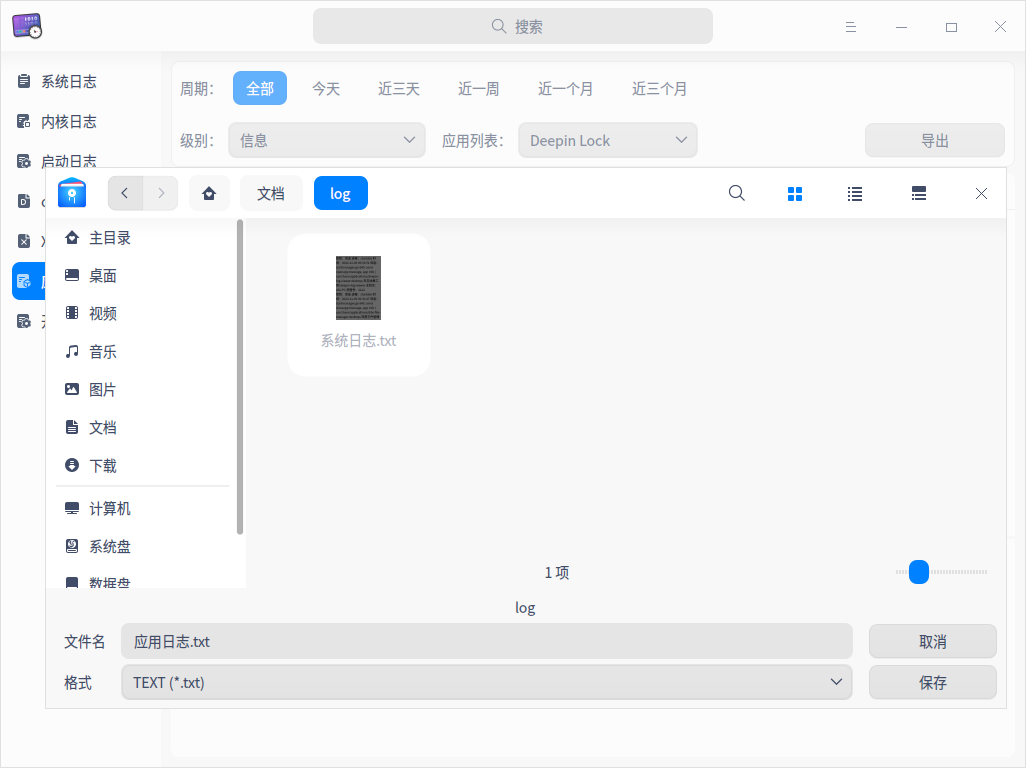 搜索
系统日志
内核日志
启动日志
周期：
全部
今天
近三天
近一周
近一个月
近三个月
级别：
信息
应用列表：
Deepin Lock
导出
文档
log
主目录
桌面
视频
音乐
图片
文档
下载
计算机
系统盘
数据盘
系统日志.txt
1 项
log
文件名
应用日志.txt
取消
格式
TEXT (*.txt)
保存